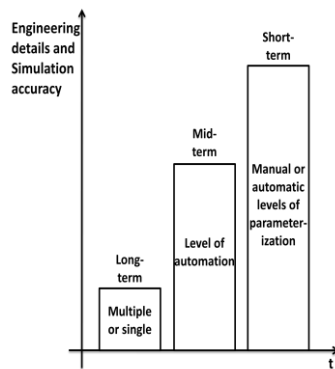 Engineering
details and
Simulation
accuracy
Short-
term
Mid-
term
Manual or
automatic
levels of
parameter-
ization
Level of
automation
Long-
term
Multiple
or single
t